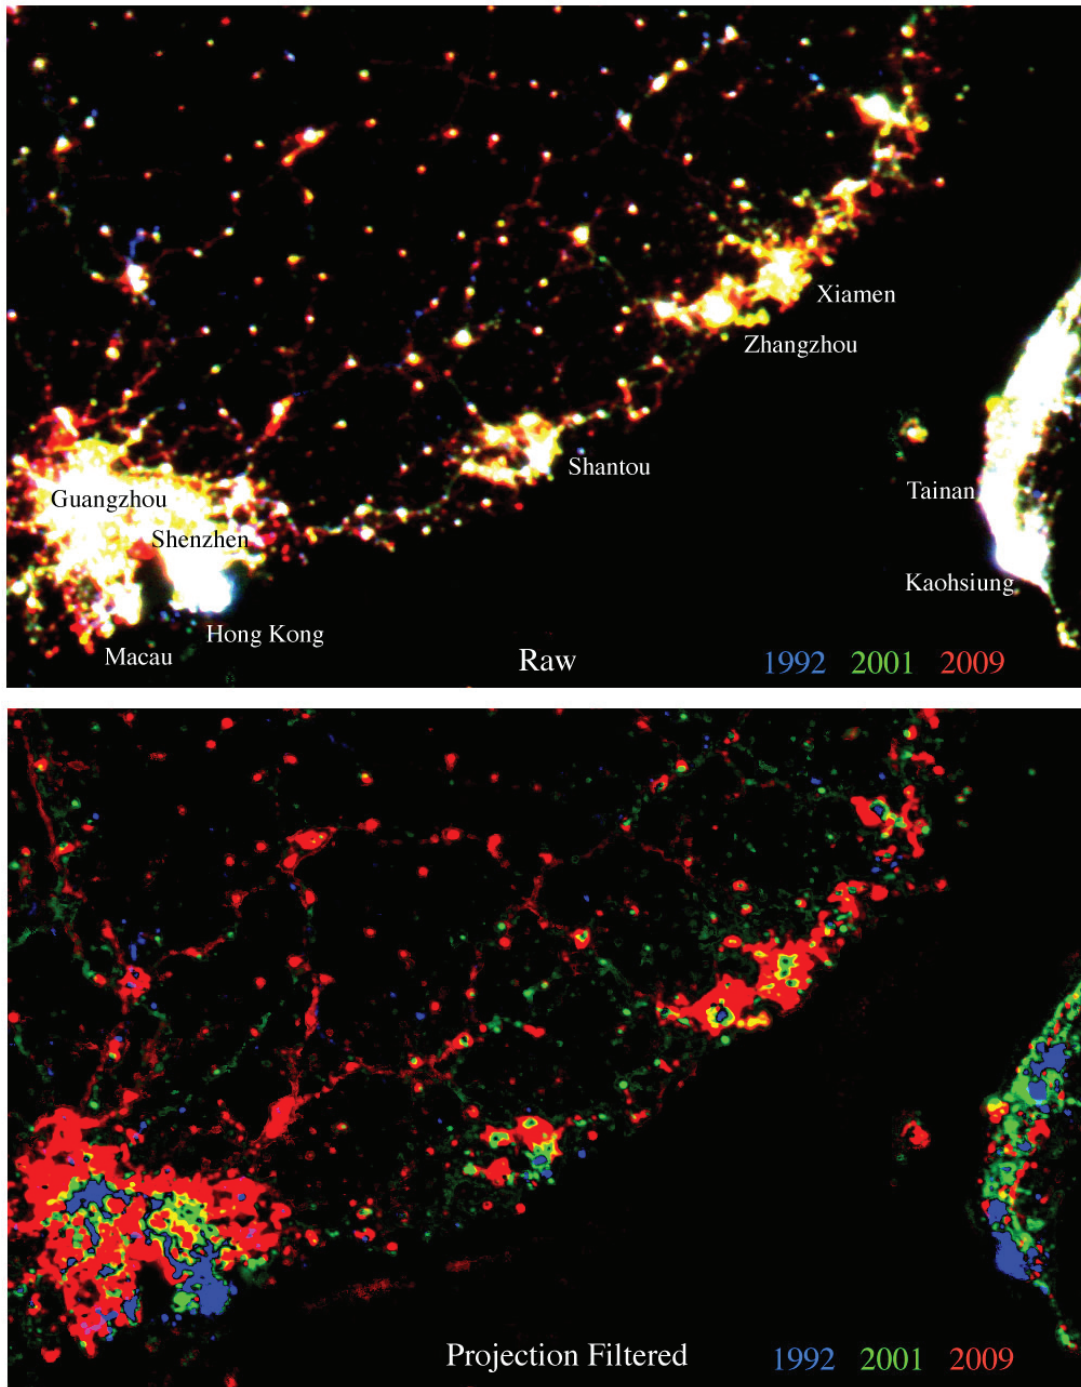 Xiamen
Zhangzhou
Shantou
Guangzhou
Tainan
Shenzhen
Kaohsiung
Hong Kong
Macau
Raw
1992 2001 2009
Projection Filtered
1992 2001 2009